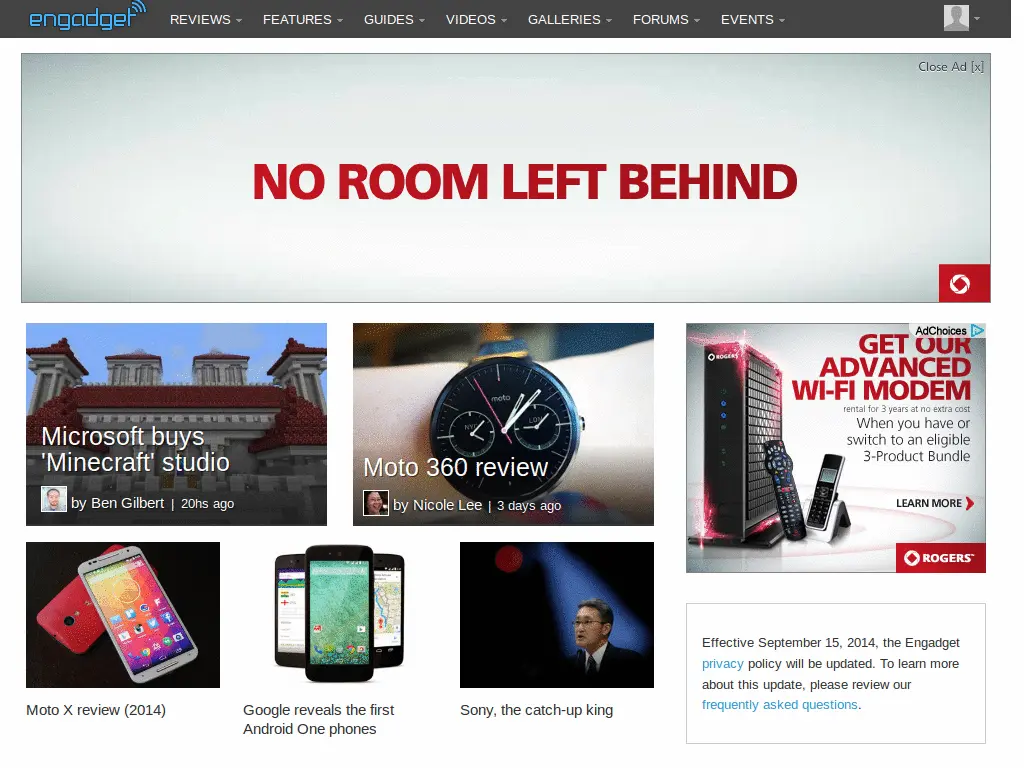 engadget
REVIEWS FEATURES GUIDES VIDEOS GALLERIES FORUMS EVENTS
Close Ad [x]
NO ROOM LEFT BEHIND
Microsoft buys
'Minecraft' studio
by Ben Gilbert | 20hs ago
moto
NYC
LON
Moto 360 review
by Nicole Lee | 3 days ago
AdChoices
ROGERS
GET OUR
ADVANCED
WI-FI MODEM
rental for 3 years at no extra cost
When you have or
switch to an eligible
3-Product Bundle
LEARN MORE
ROGERS™
Moto X review (2014)
Google reveals the first
Android One phones
Sony, the catch-up king
Effective September 15, 2014, the Engadget
privacy policy will be updated. To learn more
about this update, please review our
frequently asked questions.